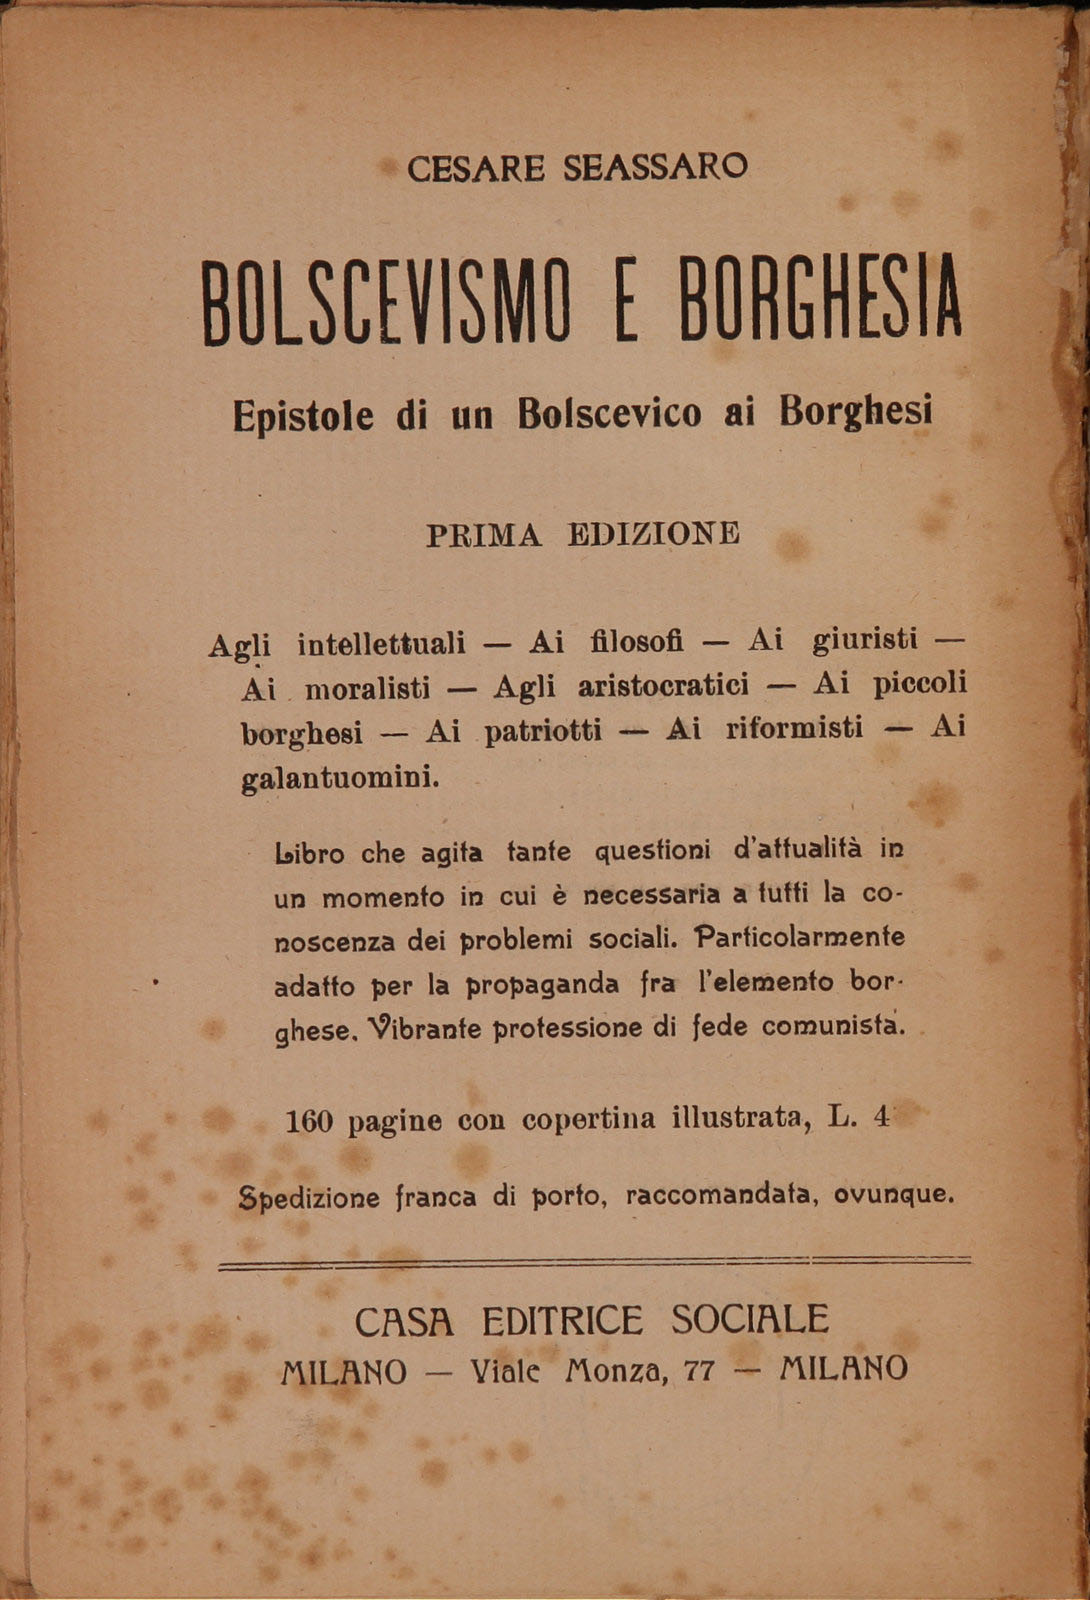 CESARE SEASSARO
BOLSCEVISMO E BORGHESIA
Epistole di un Bolscevico ai Borghesi
PRIMA EDIZIONE
Agli intellettuali — Ai filosofi — Ai giuristi —
Ai moralisti — Agli aristocratici — Ai piccoli
borghesi — Ai patriotti — Ai riformisti — Ai
galantuomini.
Libro che agita tante questioni d'attualità in
un momento in cui è necessaria a tutti la co-
noscenza dei problemi sociali. Particolarmente
adatto per la propaganda fra l'elemento bor-
ghese. Vibrante protessione di fede comunista.
160 pagine con copertina illustrata, L. 4
Spedizione franca di porto, raccomandata, ovunque.
CASA EDITRICE SOCIALE
MILANO — Viale Monza, 77 — MILANO